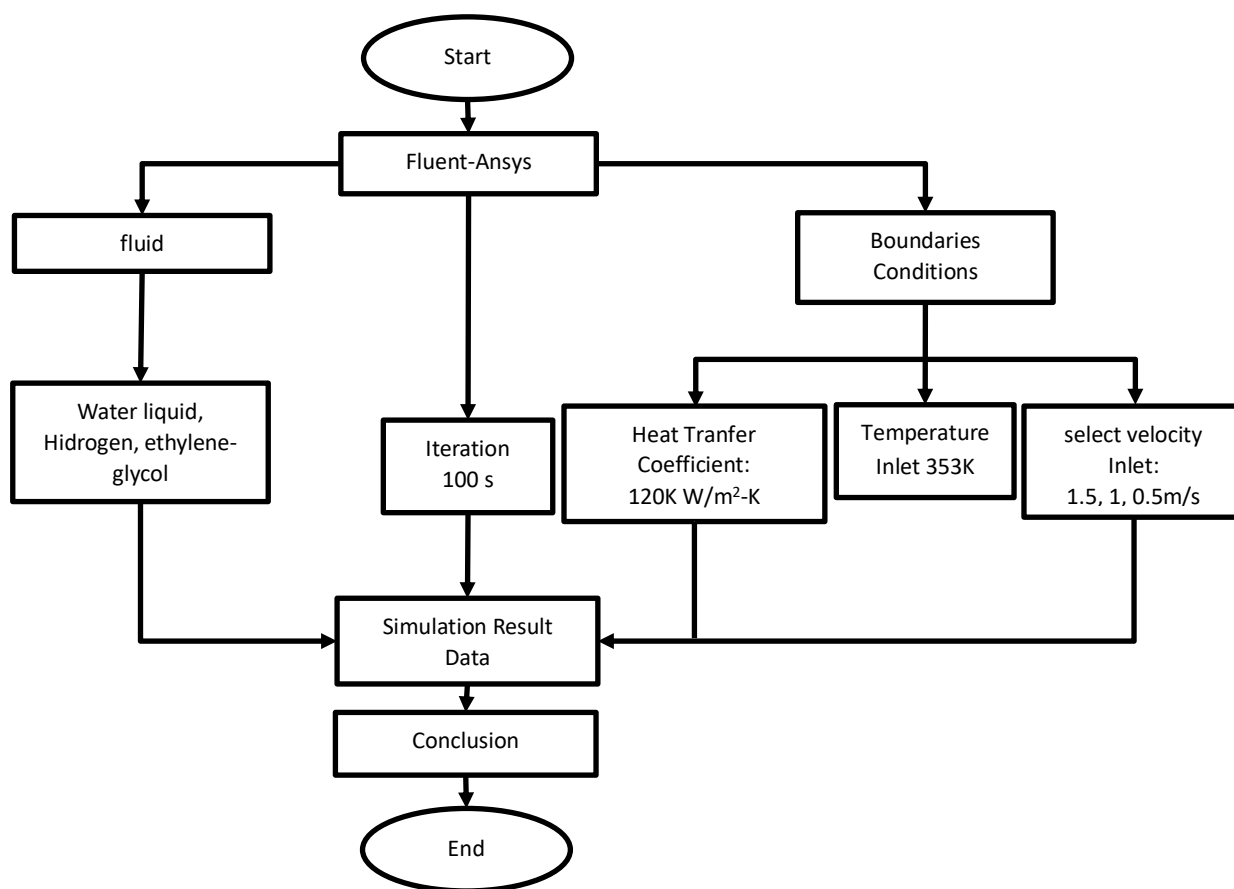 Start
Fluent-Ansys
fluid
Boundaries
Conditions
Water liquid,
Hidrogen, ethylene-
glycol
Iteration
100 s
Heat Tranfer
Coefficient:
120K W/m²-K
Temperature
Inlet 353K
select velocity
Inlet:
1.5, 1, 0.5m/s
Simulation Result
Data
Conclusion
End